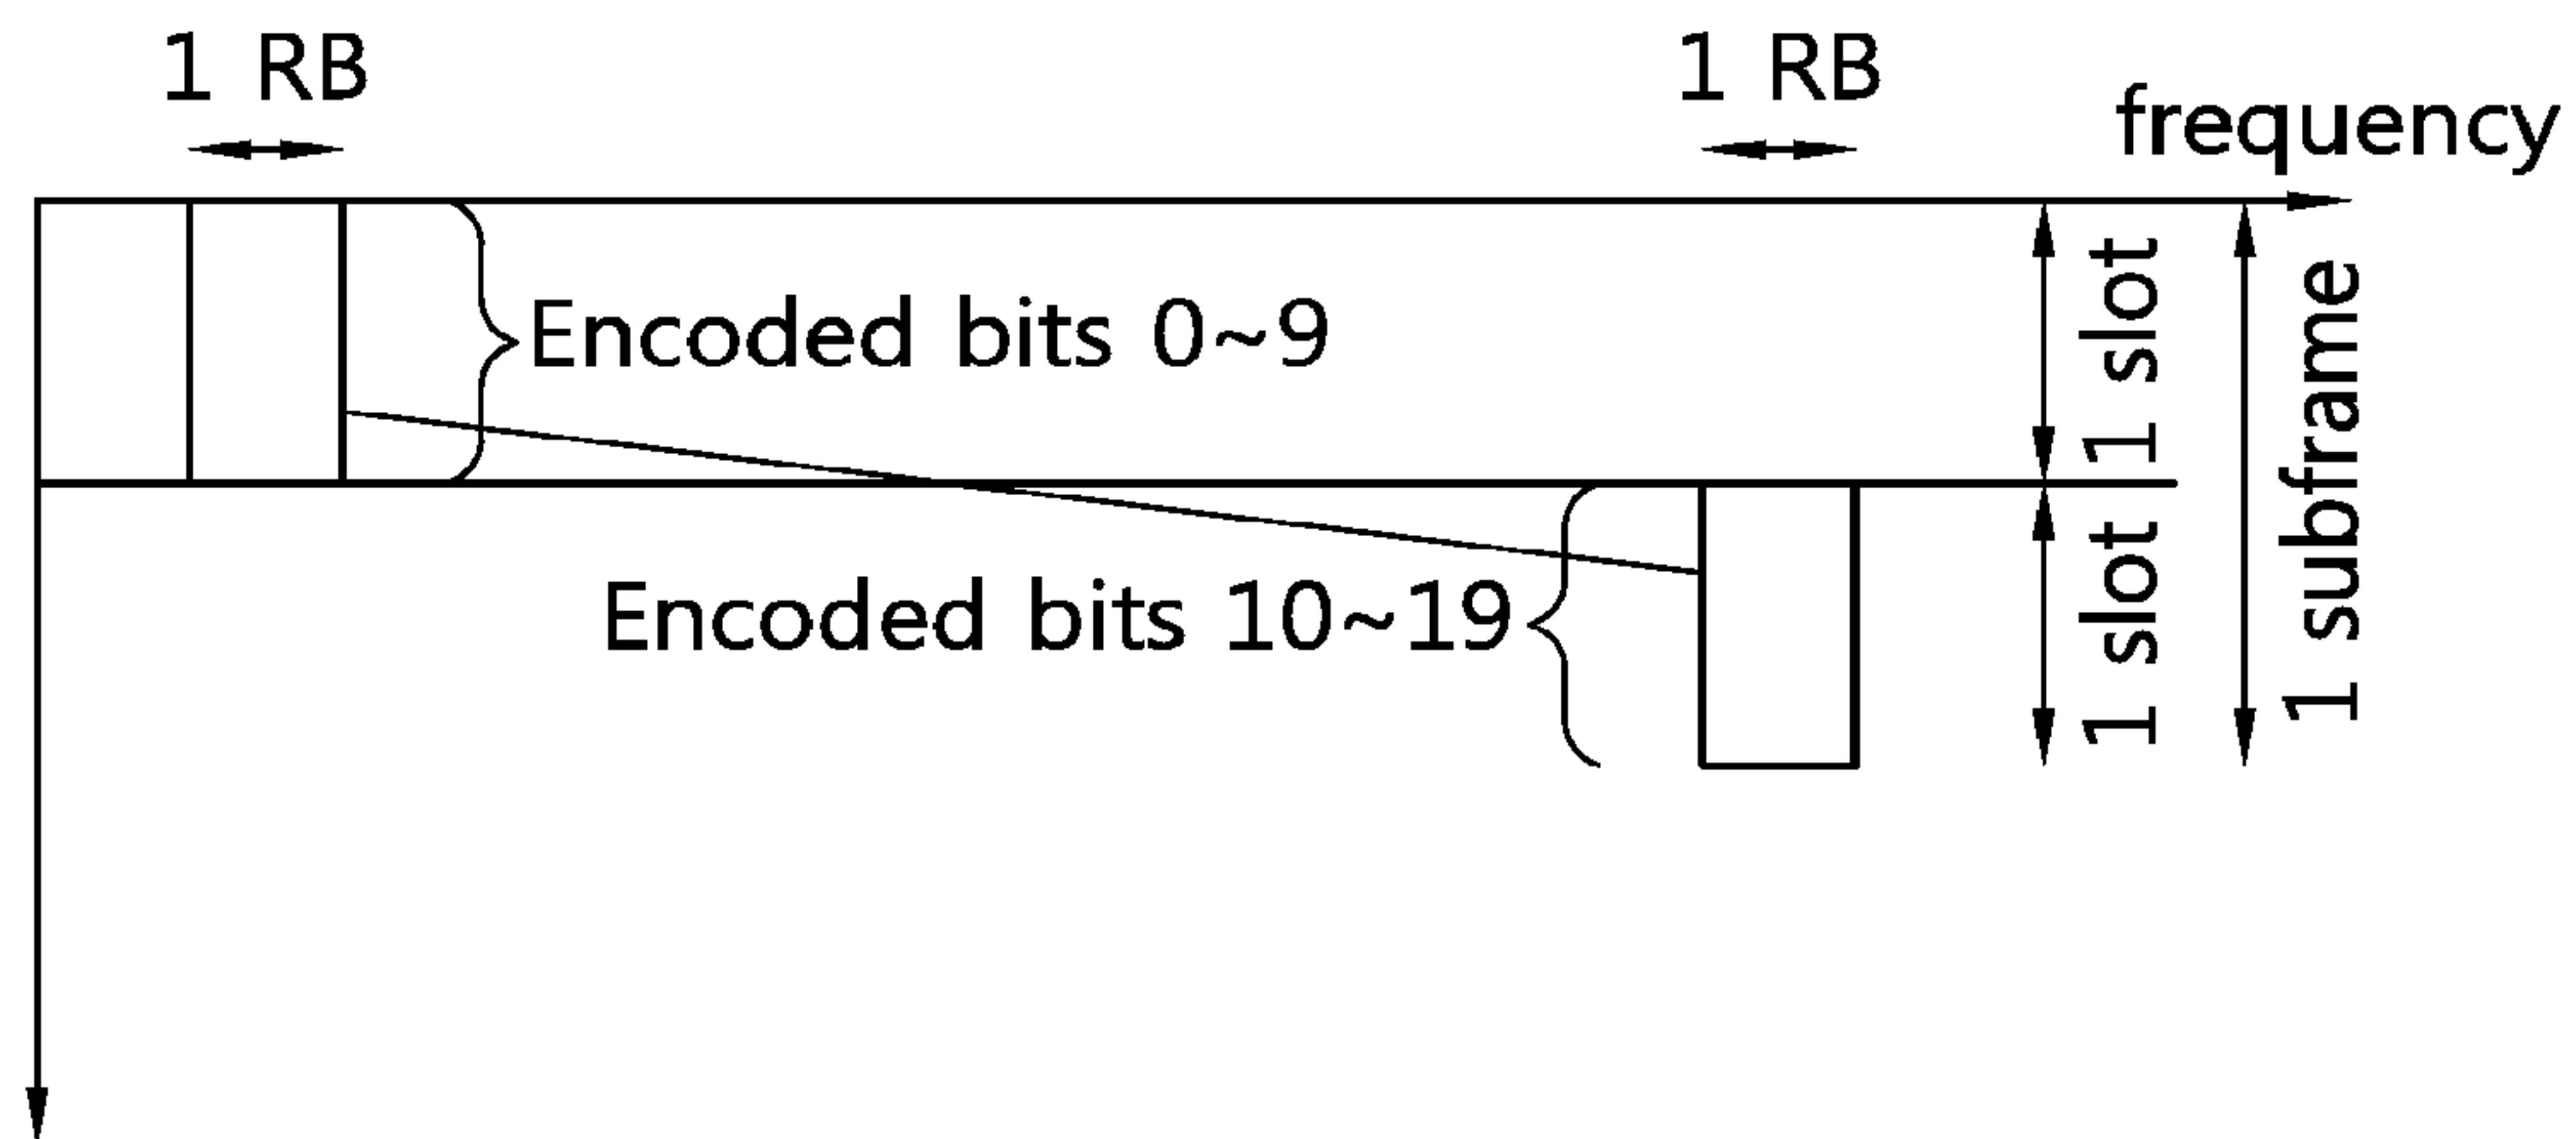 1 RB
1 RB
frequency
Encoded bits 0~9
1 slot
Encoded bits 10~19
1 slot
1 subframe